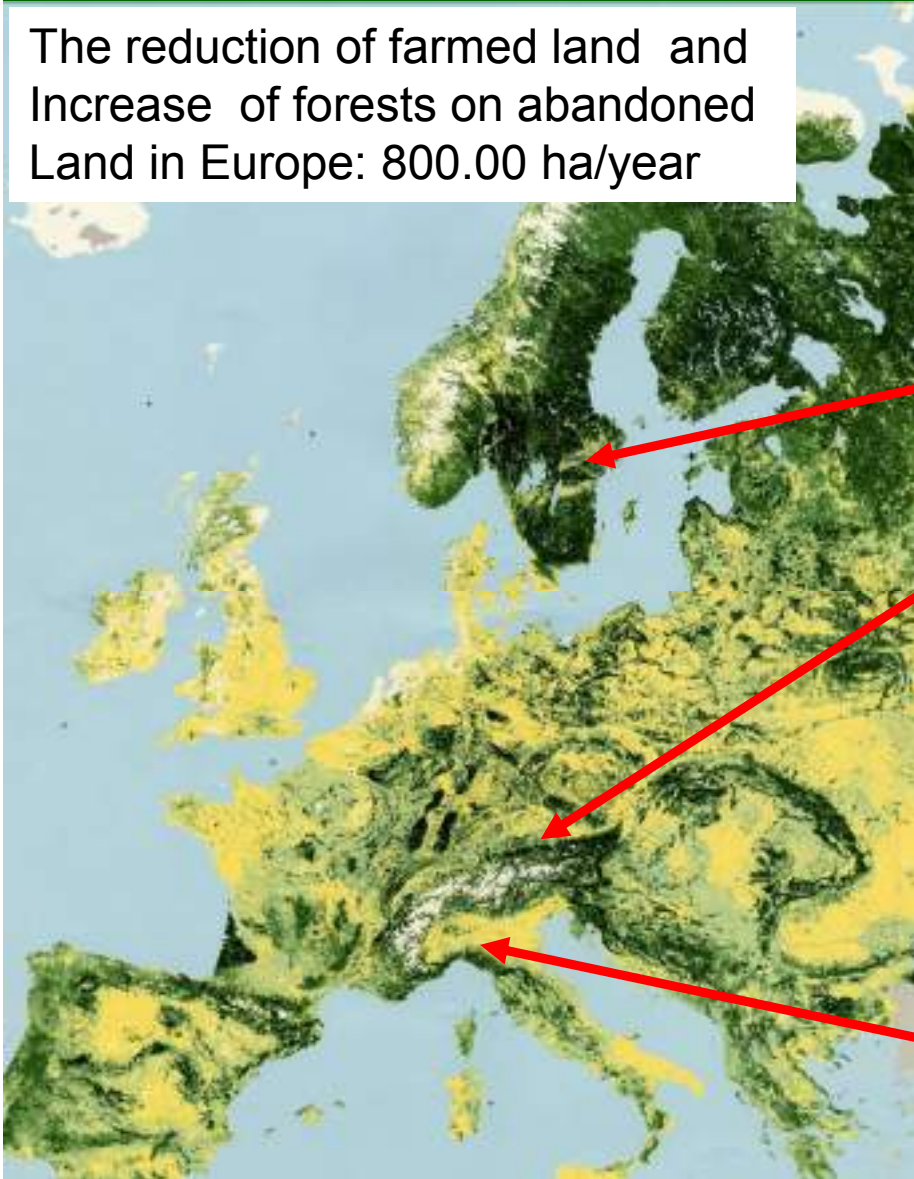 The reduction of farmed land and
Increase of forests on abandoned
Land in Europe: 800.00 ha/year